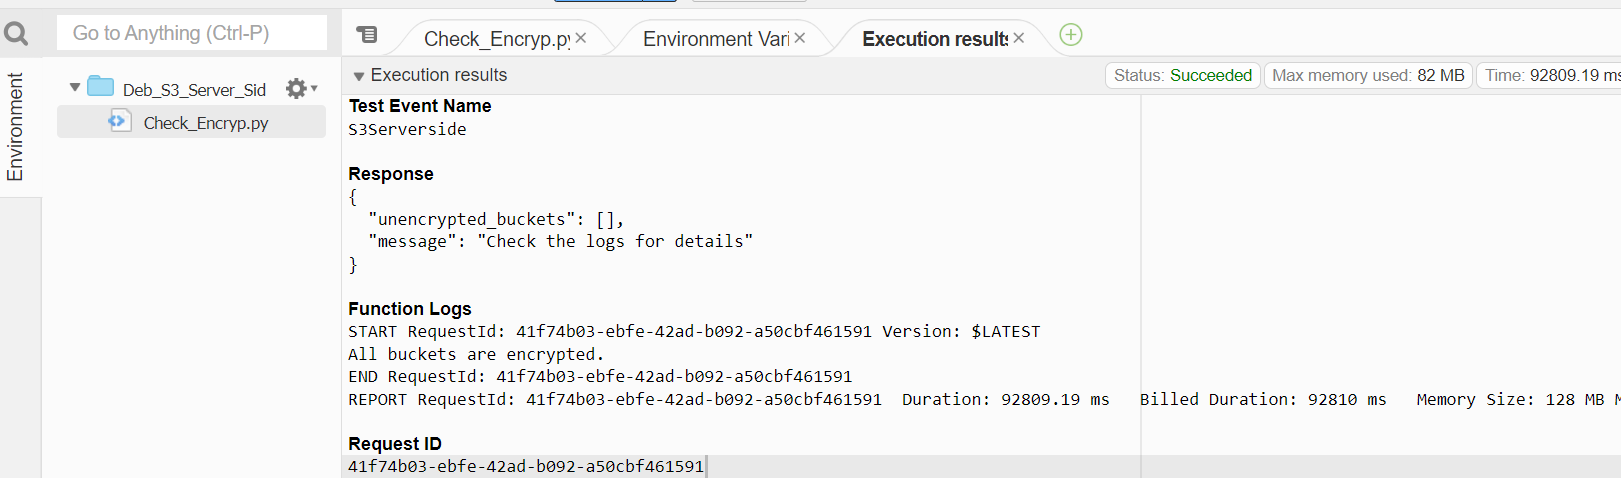 Go to Anything (Ctrl-P)
Check_Encryp.py
Environment Vari
Execution results
Environment
Deb_S3_Server_Sid
Check_Encryp.py
Execution results
Status: Succeeded
Max memory used: 82 MB
Time: 92809.19 ms
Test Event Name
S3Serverside
Response
{
"unencrypted_buckets": [],
"message": "Check the logs for details"
}
Function Logs
START RequestId: 41f74b03-ebfe-42ad-b092-a50cbf461591 Version: $LATEST
All buckets are encrypted.
END RequestId: 41f74b03-ebfe-42ad-b092-a50cbf461591
REPORT RequestId: 41f74b03-ebfe-42ad-b092-a50cbf461591 Duration: 92809.19 ms Billed Duration: 92810 ms Memory Size: 128 MB M
Request ID
41f74b03-ebfe-42ad-b092-a50cbf461591